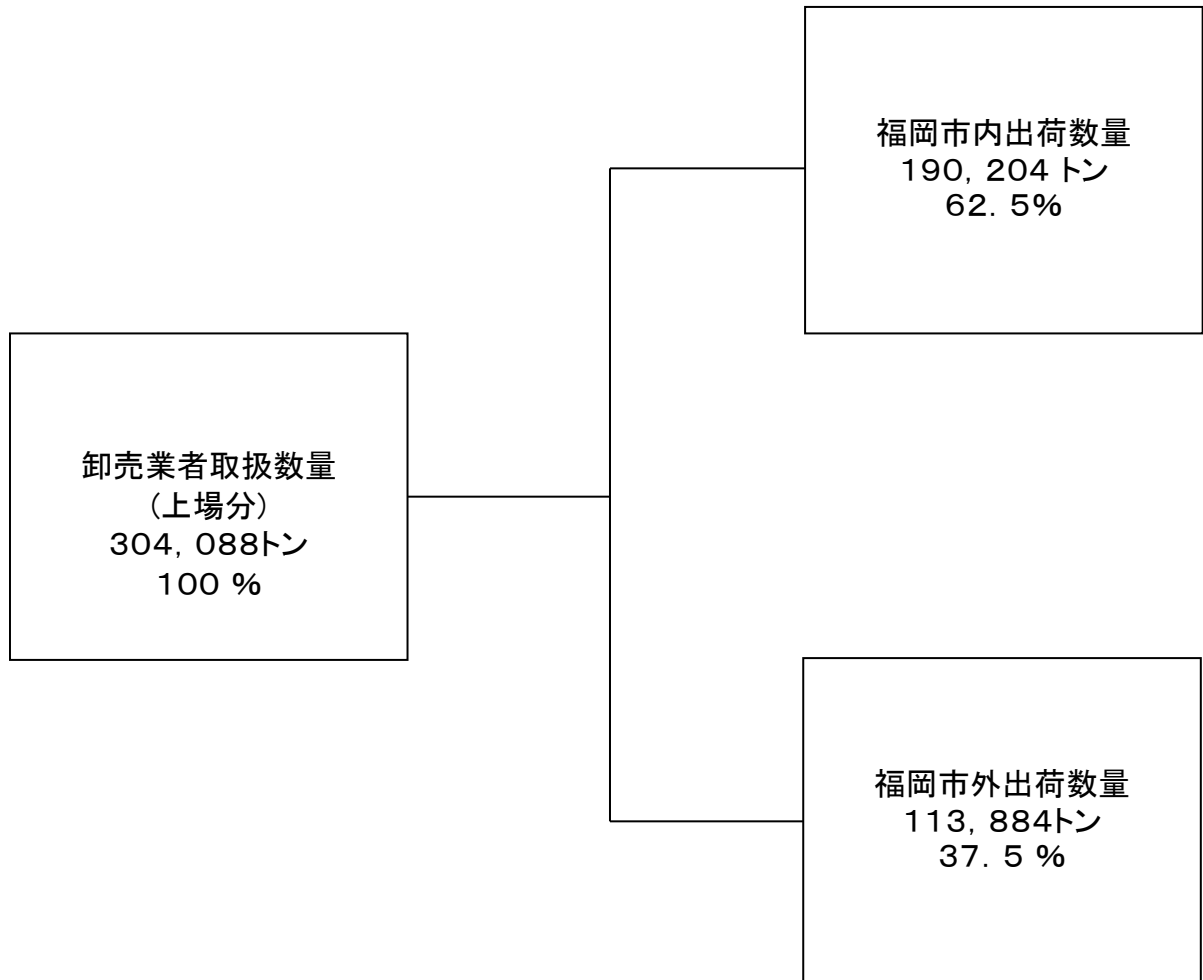 福岡市内出荷数量
190,204 トン
62.5%
卸売業者取扱数量
(上場分)
304,088トン
100 %
福岡市外出荷数量
113,884トン
37.5 %